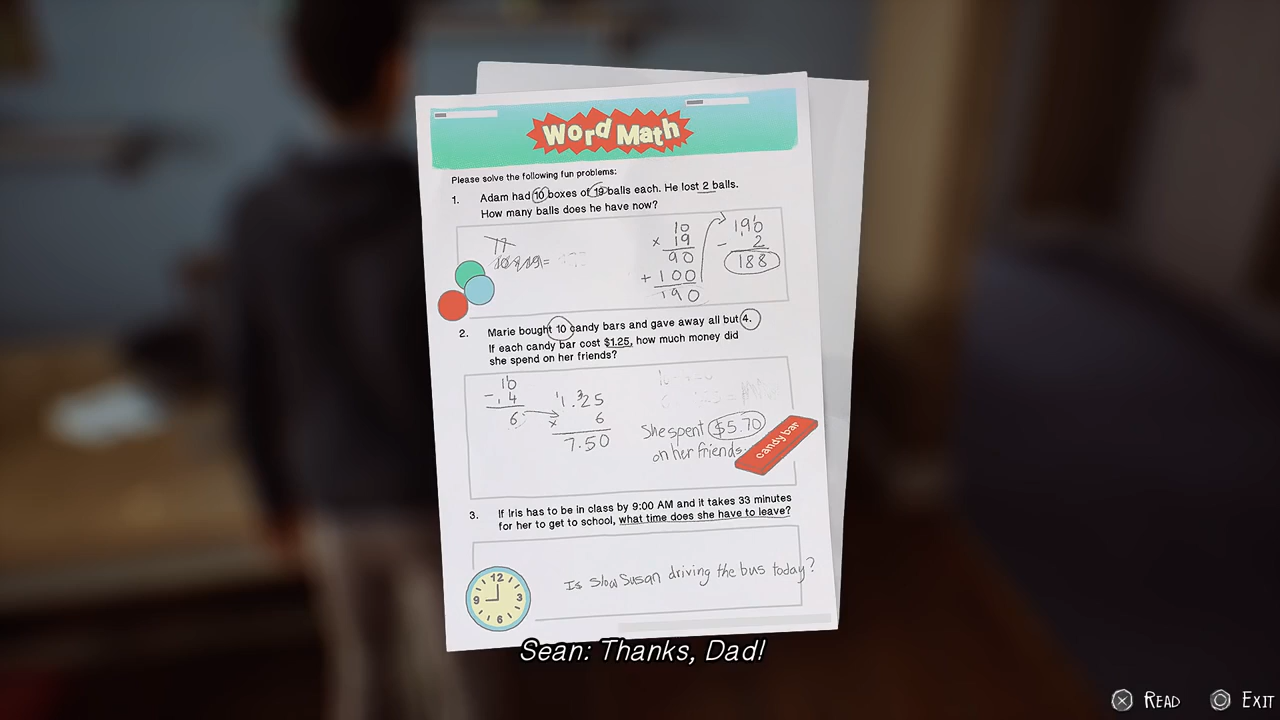 Word Math
Please solve the following fun problems:
1. Adam had 10 boxes of 19 balls each. He lost 2 balls.
How many balls does he have now?
10
x 19
90
+ 100
190
190
- 2
188
2. Marie bought 10 candy bars and gave away all but 4.
If each candy bar cost $1.25, how much money did
she spend on her friends?
10
- 4
6
1.25
x 6
7.50
She spent $5.70
on her friends.
candy bar
3. If Iris has to be in class by 9:00 AM and it takes 33 minutes
for her to get to school, what time does she have to leave?
12
9 3
6
Is slow Susan driving the bus today?
Sean: Thanks, Dad!
READ EXIT